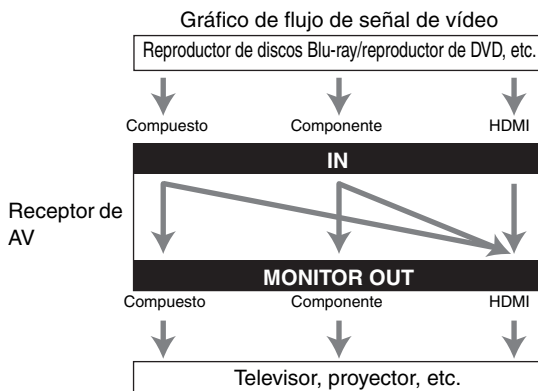 Gráfico de flujo de señal de vídeo
Reproductor de discos Blu-ray/reproductor de DVD, etc.
Compuesto Componente HDMI
IN
Receptor de
AV
MONITOR OUT
Compuesto Componente HDMI
Televisor, proyector, etc.